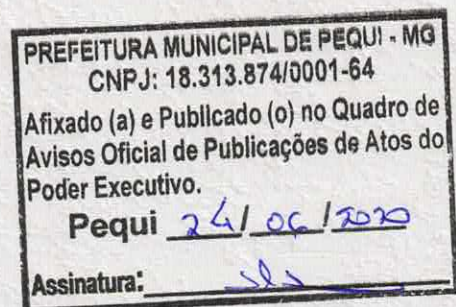 PREFEITURA MUNICIPAL DE PEQUI - MG
CNPJ: 18.313.874/0001-64
Afixado (a) e Publicado (o) no Quadro de
Avisos Oficial de Publicações de Atos do
Poder Executivo.
Pequi 24/06/2020
Assinatura: